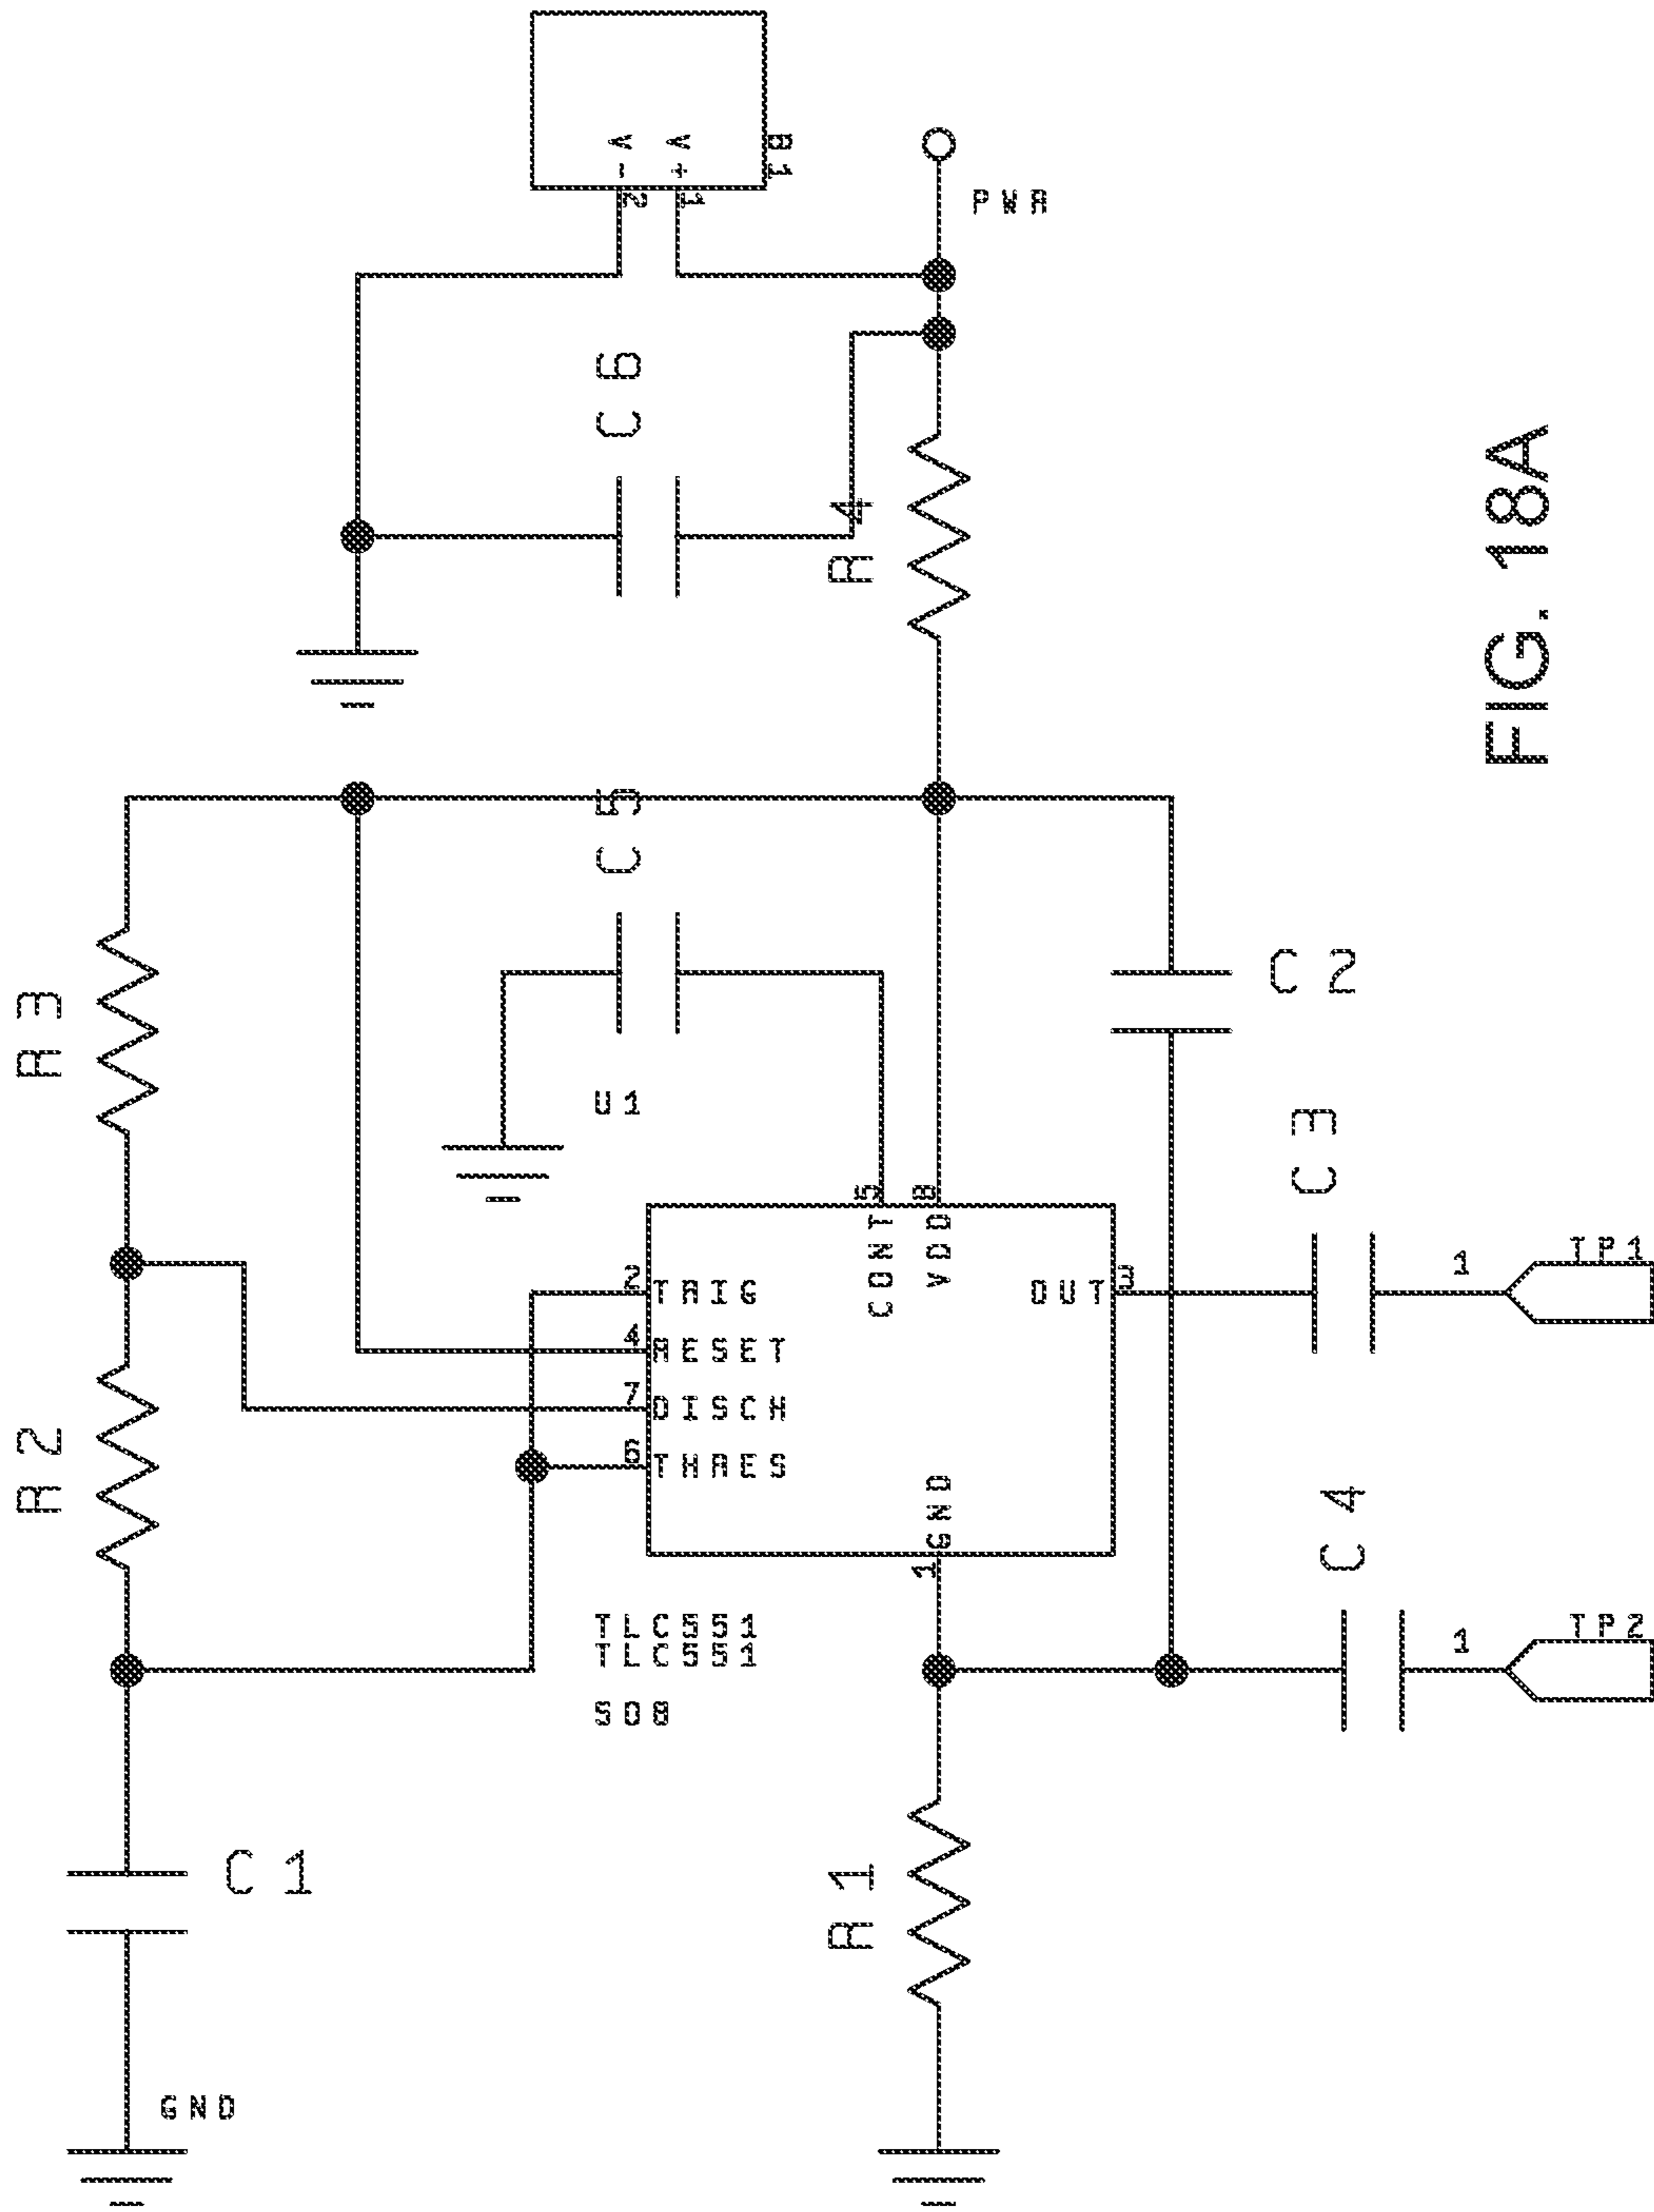 - V
+ V
2
1
B1
PWR
C6
R4
C5
R3
C2
U1
C3
5
8
CONT
VDD
2
TRIG
OUT
3
1
TP1
4
RESET
7
DISCH
R2
6
THRES
GND
1
C4
TLC551
TLC551
SO8
1
TP2
C1
R1
GND
FIG. 18A